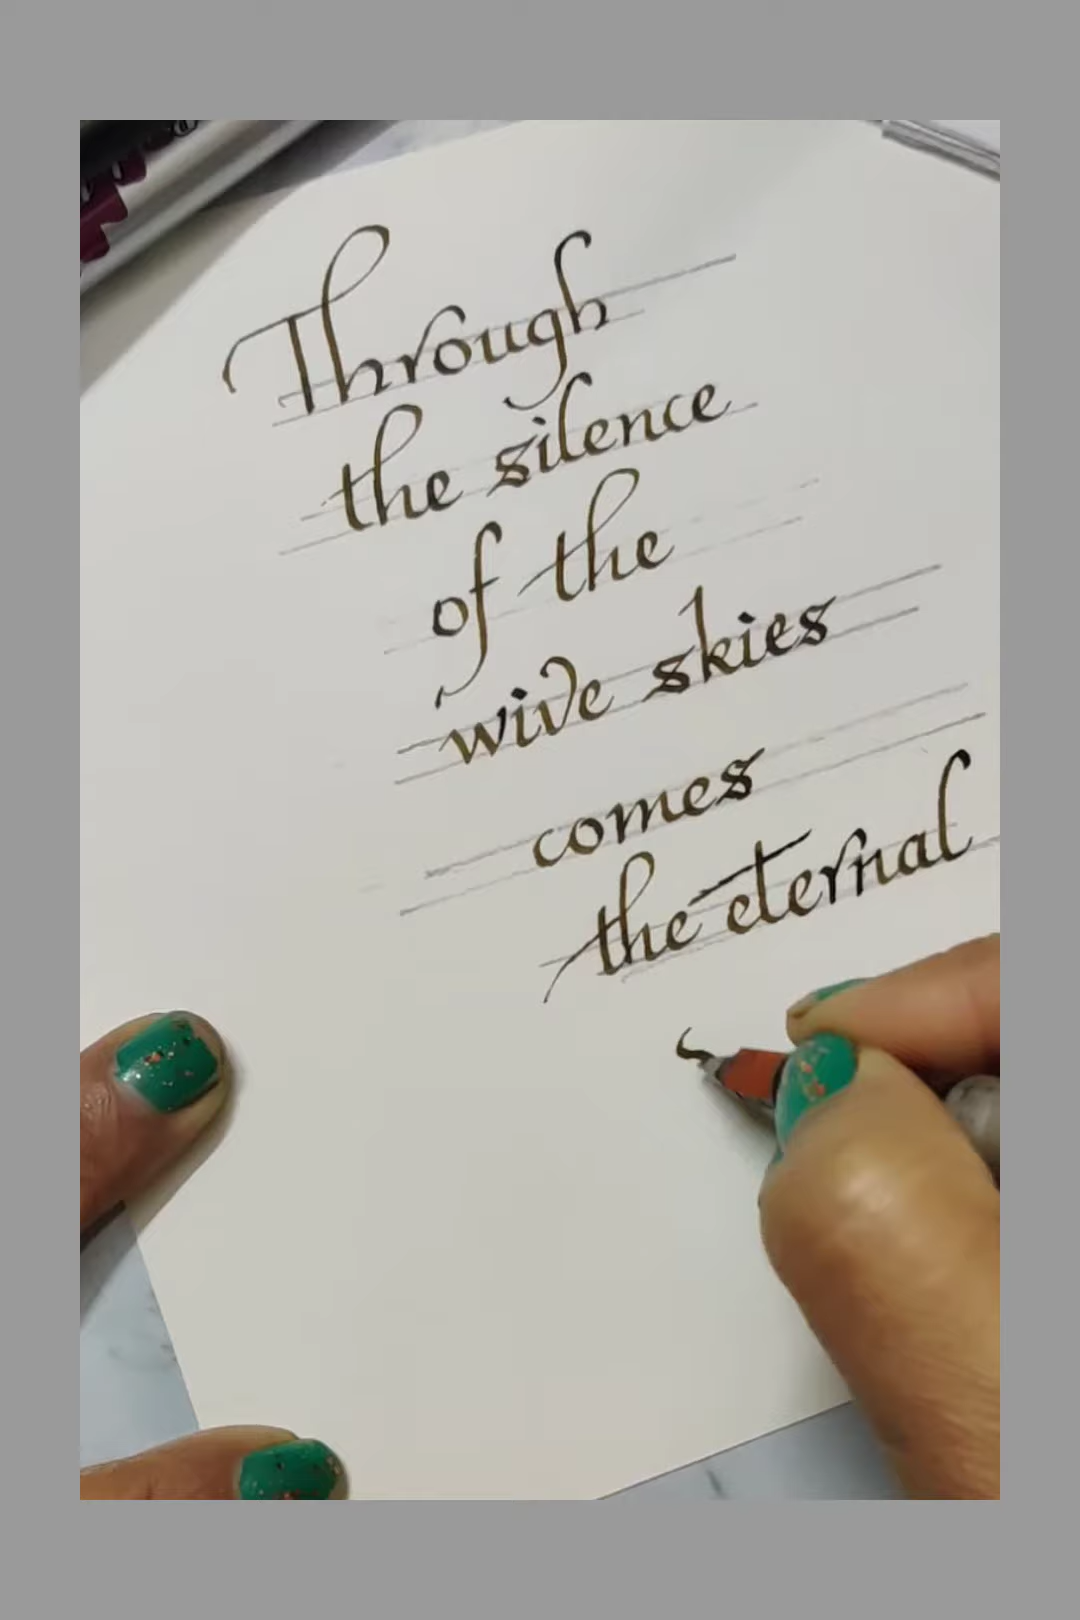 Through
the silence
of the
wide skies
comes
the eternal
s